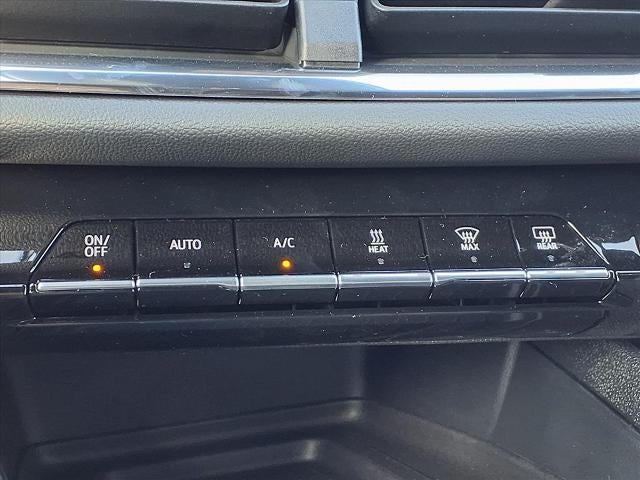 ON/
OFF
AUTO
A/C
HEAT
MAX
REAR